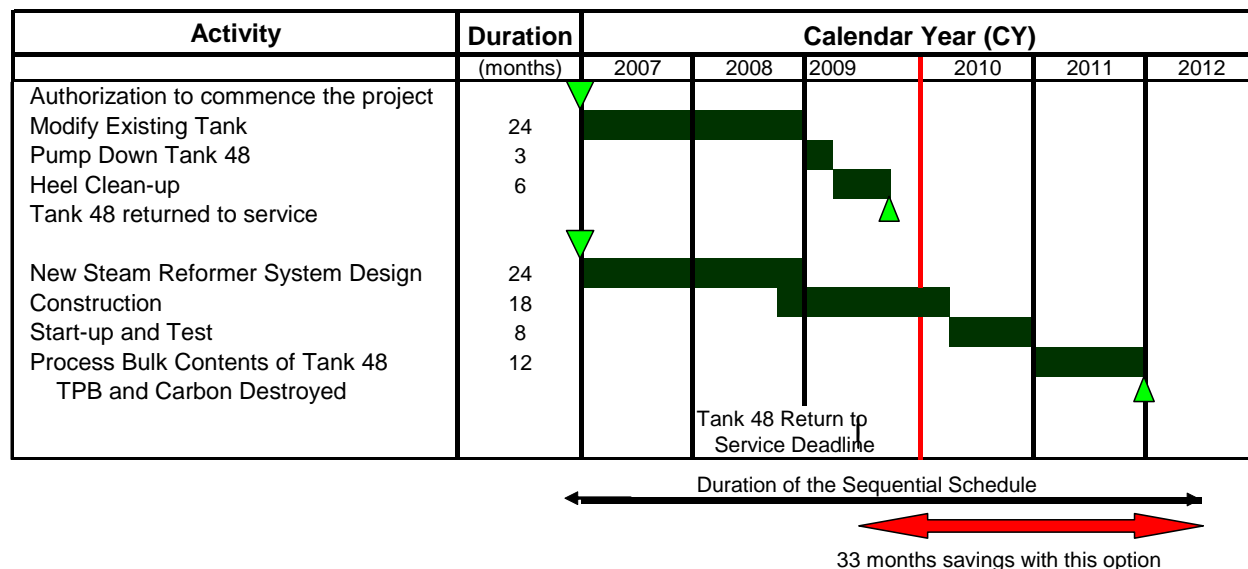 Activity Duration Calendar Year (CY)
(months) 2007 2008 2009 2010 2011 2012
Authorization to commence the project
Modify Existing Tank 24
Pump Down Tank 48 3
Heel Clean-up 6
Tank 48 returned to service
New Steam Reformer System Design 24
Construction 18
Start-up and Test 8
Process Bulk Contents of Tank 48 12
TPB and Carbon Destroyed
Tank 48 Return to
Service Deadline
Duration of the Sequential Schedule
33 months savings with this option